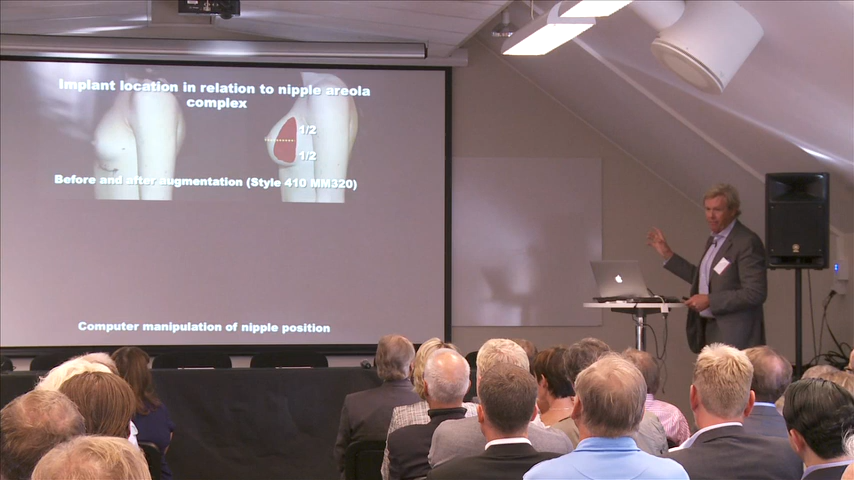 Implant location in relation to nipple areola
complex
1/2
1/2
Before and after augmentation (Style 410 MM320)
Computer manipulation of nipple position